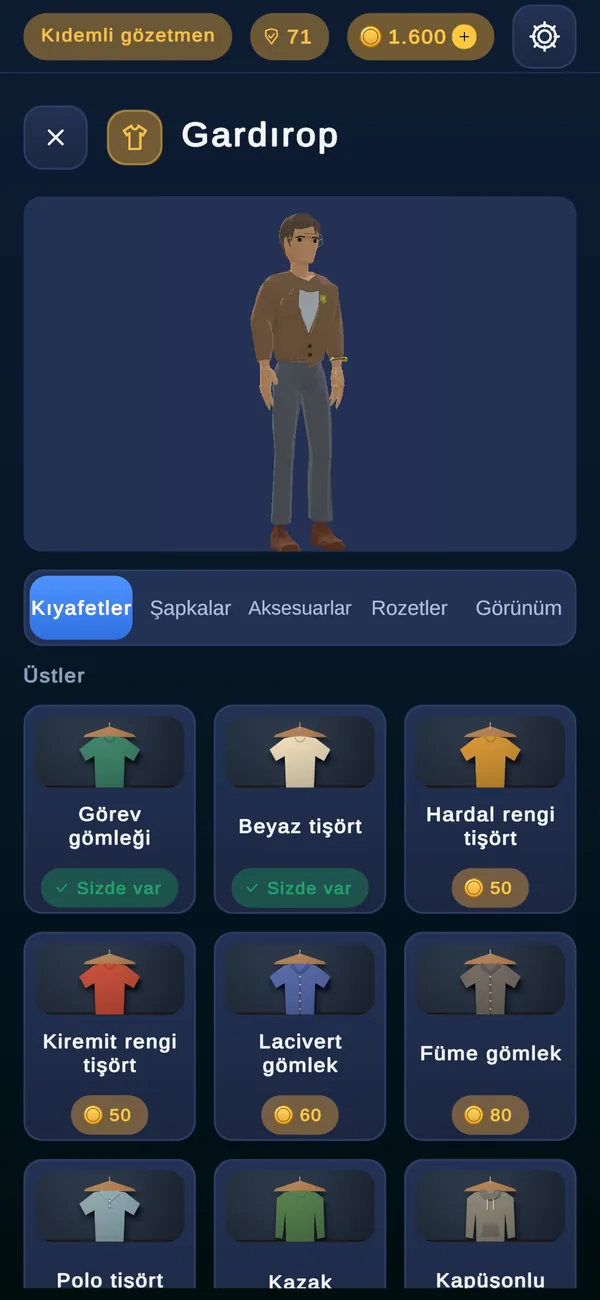 Kıdemli gözetmen
71
1.600 +
Gardırop
Kıyafetler
Şapkalar
Aksesuarlar
Rozetler
Görünüm
Üstler
Görev
gömleği
Sizde var
Beyaz tişört
Sizde var
Hardal rengi
tişört
50
Kiremit rengi
tişört
50
Lacivert
gömlek
60
Füme gömlek
80
Polo tişört
Kazak
Kapüşonlu